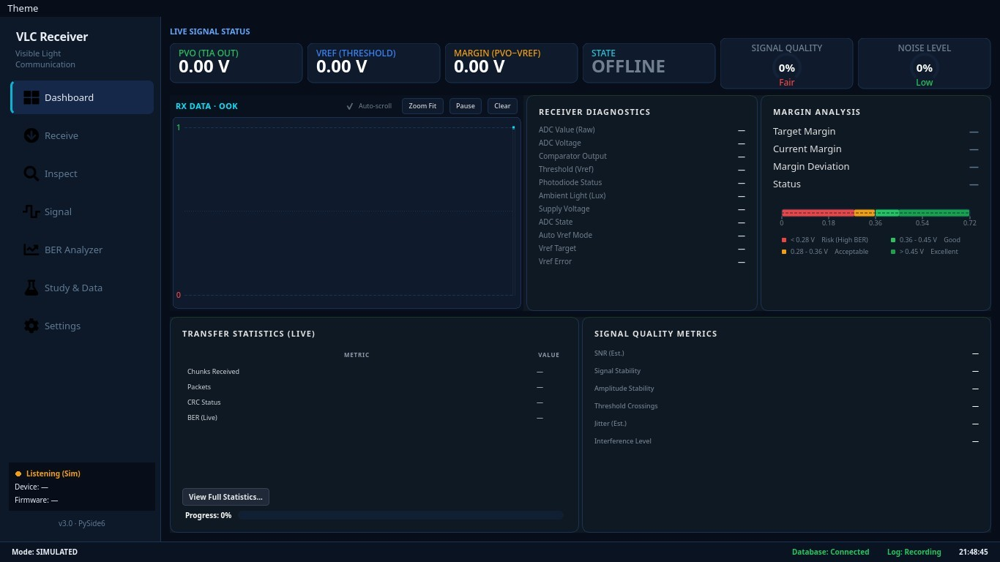 Theme
VLC Receiver
Visible Light
Communication
Dashboard
Receive
Inspect
Signal
BER Analyzer
Study & Data
Settings
Listening (Sim)
Device: —
Firmware: —
v3.0 · PySide6
LIVE SIGNAL STATUS
PVO (TIA OUT)
0.00 V
VREF (THRESHOLD)
0.00 V
MARGIN (PVO−VREF)
0.00 V
STATE
OFFLINE
SIGNAL QUALITY
0%
Fair
NOISE LEVEL
0%
Low
RX DATA · OOK
Auto-scroll
Zoom Fit
Pause
Clear
1
0
RECEIVER DIAGNOSTICS
ADC Value (Raw) —
ADC Voltage —
Comparator Output —
Threshold (Vref) —
Photodiode Status —
Ambient Light (Lux) —
Supply Voltage —
ADC State —
Auto Vref Mode —
Vref Target —
Vref Error —
MARGIN ANALYSIS
Target Margin —
Current Margin —
Margin Deviation —
Status —
0 0.18 0.36 0.54 0.72
< 0.28 V Risk (High BER) 0.36 - 0.45 V Good
0.28 - 0.36 V Acceptable > 0.45 V Excellent
TRANSFER STATISTICS (LIVE)
METRIC VALUE
Chunks Received —
Packets —
CRC Status —
BER (Live) —
View Full Statistics...
Progress: 0%
SIGNAL QUALITY METRICS
SNR (Est.) —
Signal Stability —
Amplitude Stability —
Threshold Crossings —
Jitter (Est.) —
Interference Level —
Mode: SIMULATED
Database: Connected Log: Recording 21:48:45